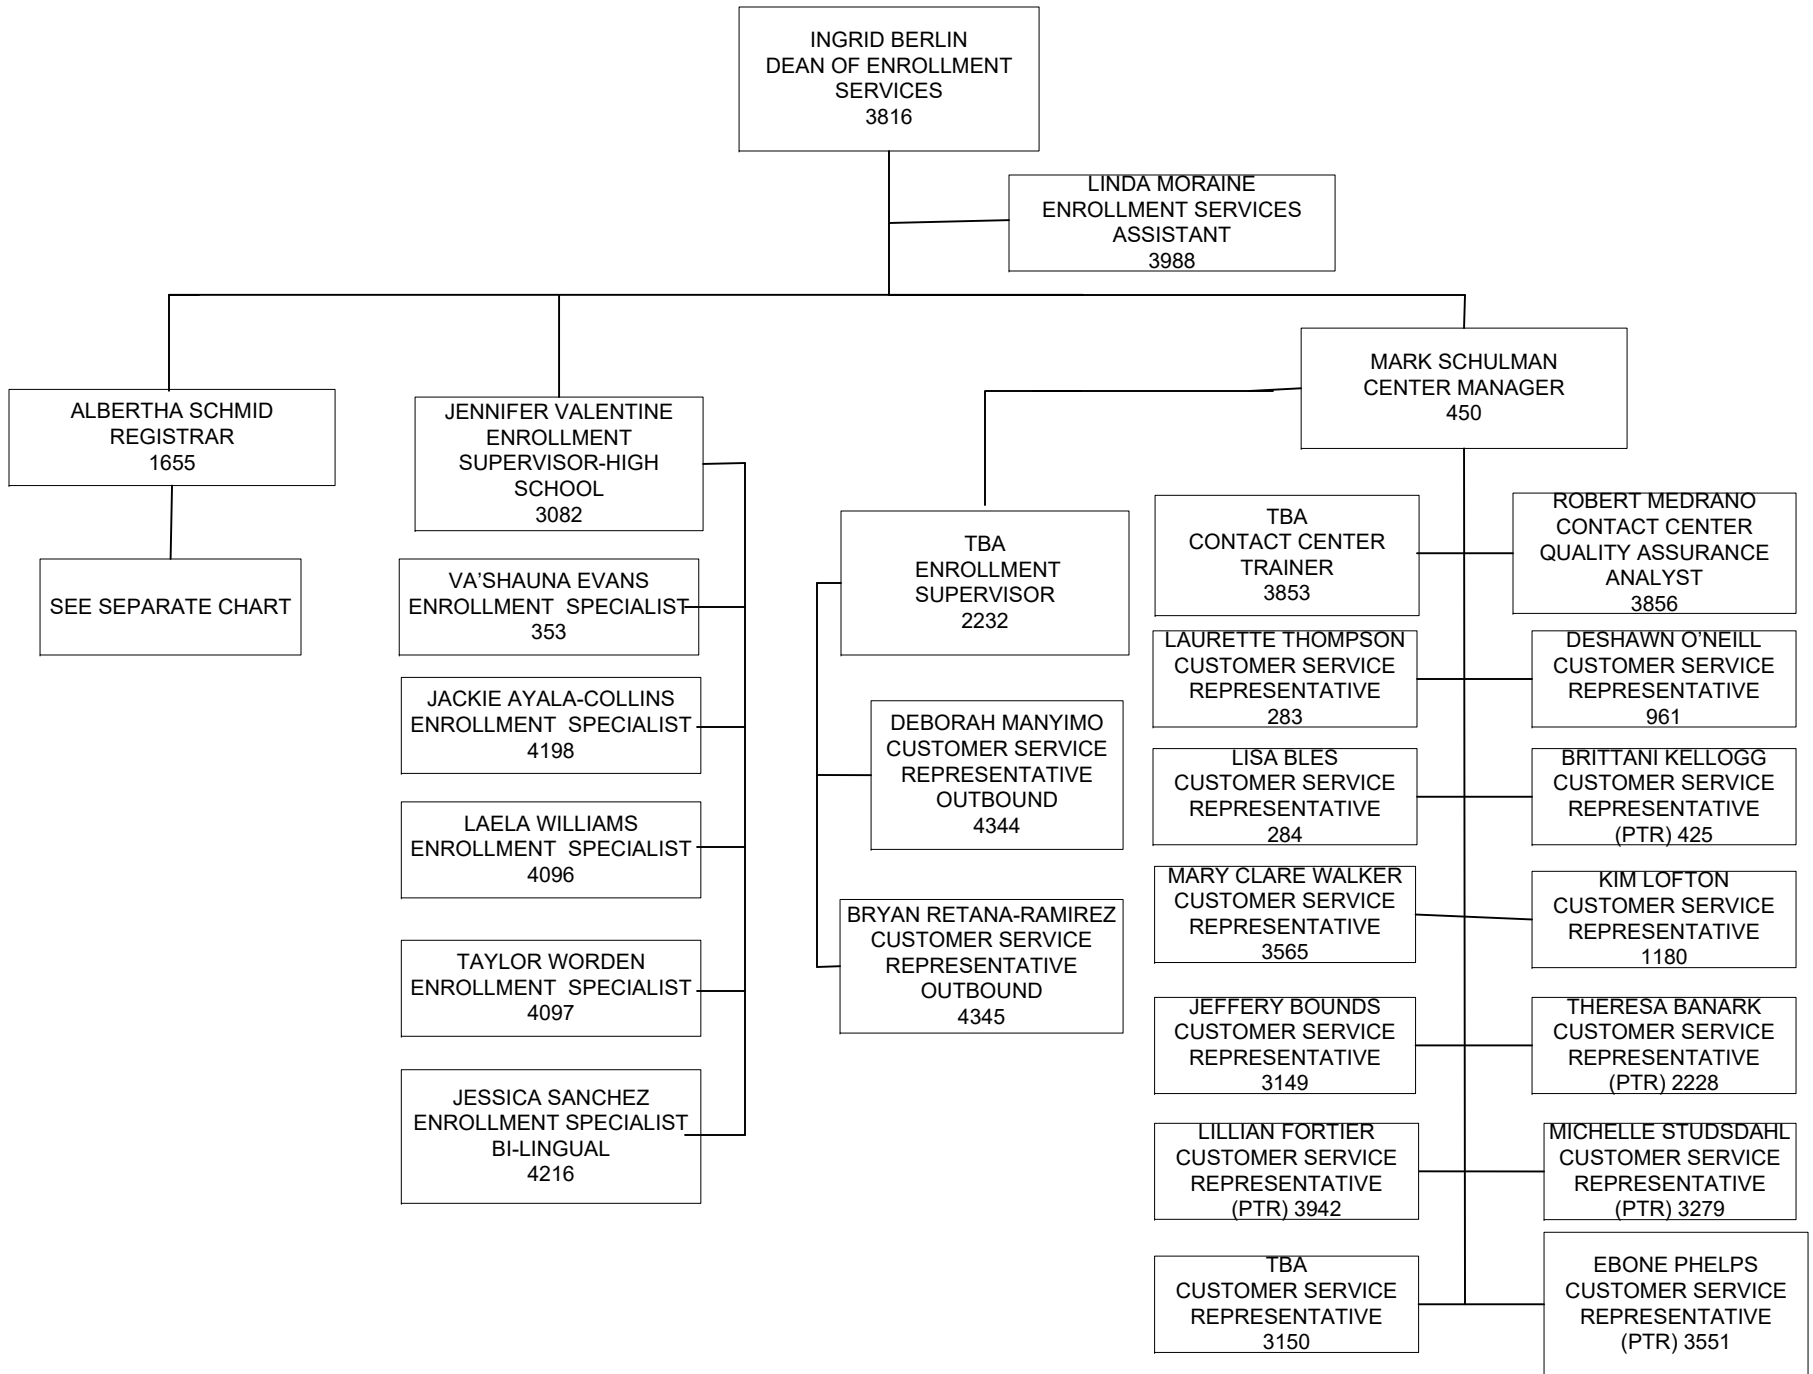 INGRID BERLIN
DEAN OF ENROLLMENT
SERVICES
3816
LINDA MORAINE
ENROLLMENT SERVICES
ASSISTANT
3988
ALBERTHA SCHMID
REGISTRAR
1655
SEE SEPARATE CHART
JENNIFER VALENTINE
ENROLLMENT
SUPERVISOR-HIGH
SCHOOL
3082
VA’SHAUNA EVANS
ENROLLMENT SPECIALIST
353
JACKIE AYALA-COLLINS
ENROLLMENT SPECIALIST
4198
LAELA WILLIAMS
ENROLLMENT SPECIALIST
4096
TAYLOR WORDEN
ENROLLMENT SPECIALIST
4097
JESSICA SANCHEZ
ENROLLMENT SPECIALIST
BI-LINGUAL
4216
MARK SCHULMAN
CENTER MANAGER
450
TBA
ENROLLMENT
SUPERVISOR
2232
DEBORAH MANYIMO
CUSTOMER SERVICE
REPRESENTATIVE
OUTBOUND
4344
BRYAN RETANA-RAMIREZ
CUSTOMER SERVICE
REPRESENTATIVE
OUTBOUND
4345
TBA
CONTACT CENTER
TRAINER
3853
ROBERT MEDRANO
CONTACT CENTER
QUALITY ASSURANCE
ANALYST
3856
LAURETTE THOMPSON
CUSTOMER SERVICE
REPRESENTATIVE
283
DESHAWN O’NEILL
CUSTOMER SERVICE
REPRESENTATIVE
961
LISA BLES
CUSTOMER SERVICE
REPRESENTATIVE
284
BRITTANI KELLOGG
CUSTOMER SERVICE
REPRESENTATIVE
(PTR) 425
MARY CLARE WALKER
CUSTOMER SERVICE
REPRESENTATIVE
3565
KIM LOFTON
CUSTOMER SERVICE
REPRESENTATIVE
1180
JEFFERY BOUNDS
CUSTOMER SERVICE
REPRESENTATIVE
3149
THERESA BANARK
CUSTOMER SERVICE
REPRESENTATIVE
(PTR) 2228
LILLIAN FORTIER
CUSTOMER SERVICE
REPRESENTATIVE
(PTR) 3942
MICHELLE STUDSDAHL
CUSTOMER SERVICE
REPRESENTATIVE
(PTR) 3279
TBA
CUSTOMER SERVICE
REPRESENTATIVE
3150
EBONE PHELPS
CUSTOMER SERVICE
REPRESENTATIVE
(PTR) 3551